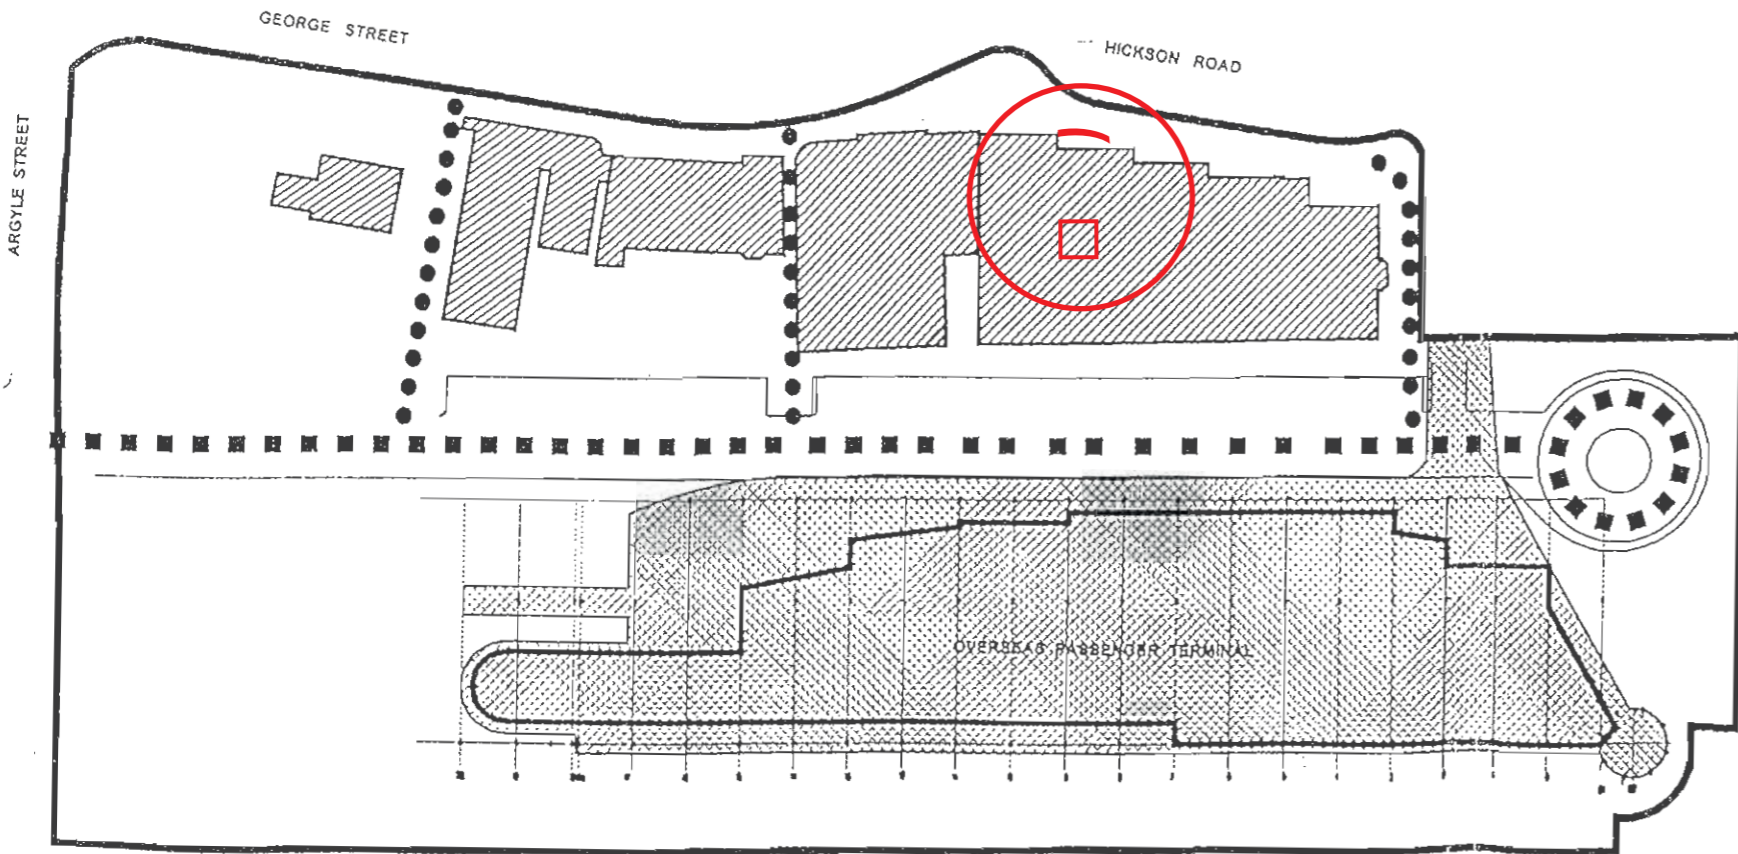 GEORGE STREET
HICKSON ROAD
ARGYLE STREET
OVERSEAS PASSENGER TERMINAL